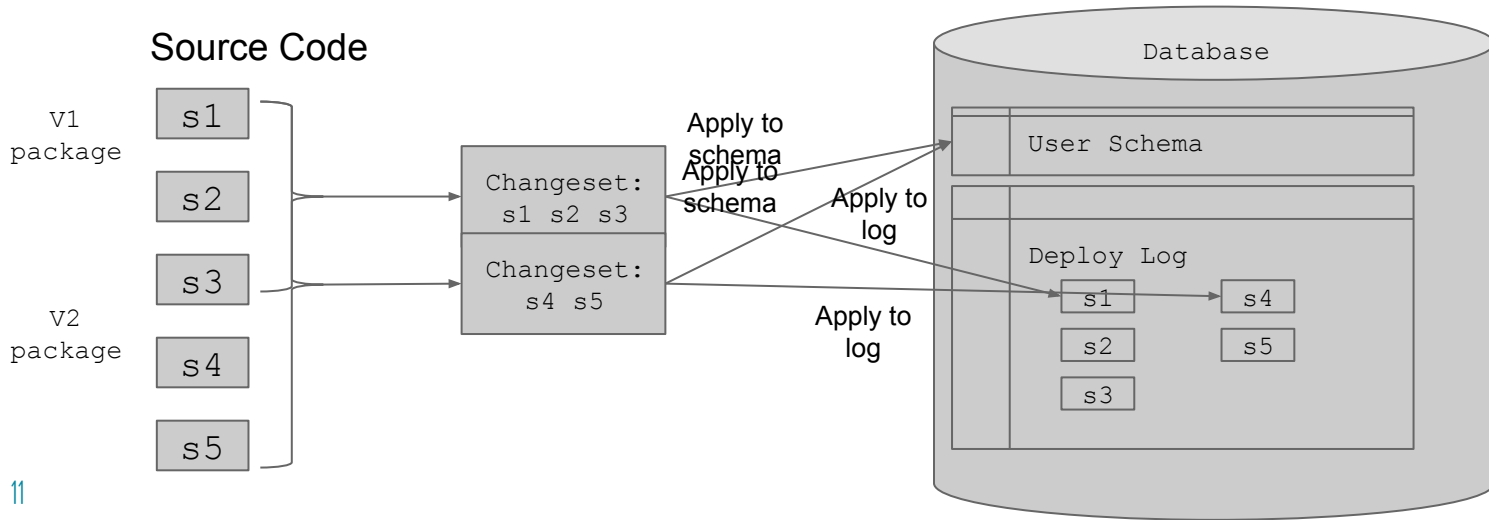 Source Code
V1
package
V2
package
s1
s2
s3
s4
s5
Changeset:
s1 s2 s3
Changeset:
s4 s5
Apply to
schema
Apply to
schema
Apply to
log
Apply to
log
Database
User Schema
Deploy Log
s1
s2
s3
s4
s5
11